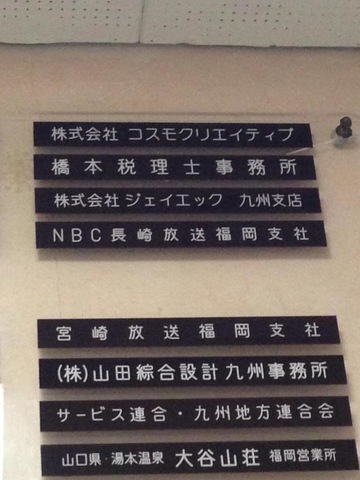 株式会社 コスモクリエイティブ
橋本税理士事務所
株式会社 ジェイエック 九州支店
NBC長崎放送福岡支社
宮崎放送福岡支社
(株)山田綜合設計九州事務所
サービス連合・九州地方連合会
山口県・湯本温泉 大谷山荘 福岡営業所